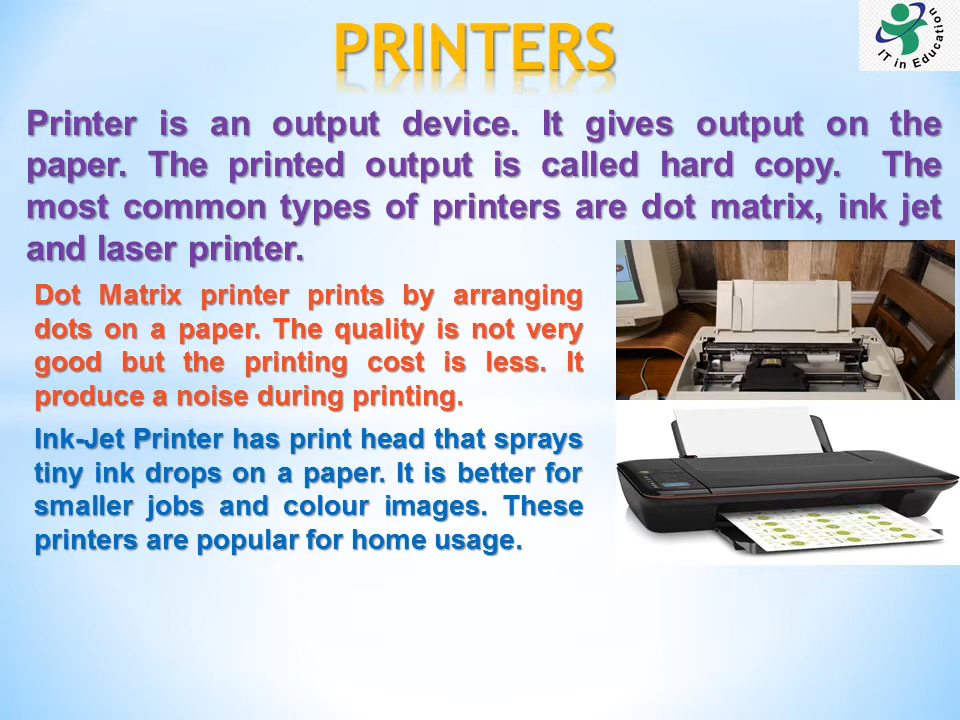 PRINTERS
IT in Education
Printer is an output device. It gives output on the
paper. The printed output is called hard copy. The
most common types of printers are dot matrix, ink jet
and laser printer.
Dot Matrix printer prints by arranging
dots on a paper. The quality is not very
good but the printing cost is less. It
produce a noise during printing.
Ink-Jet Printer has print head that sprays
tiny ink drops on a paper. It is better for
smaller jobs and colour images. These
printers are popular for home usage.